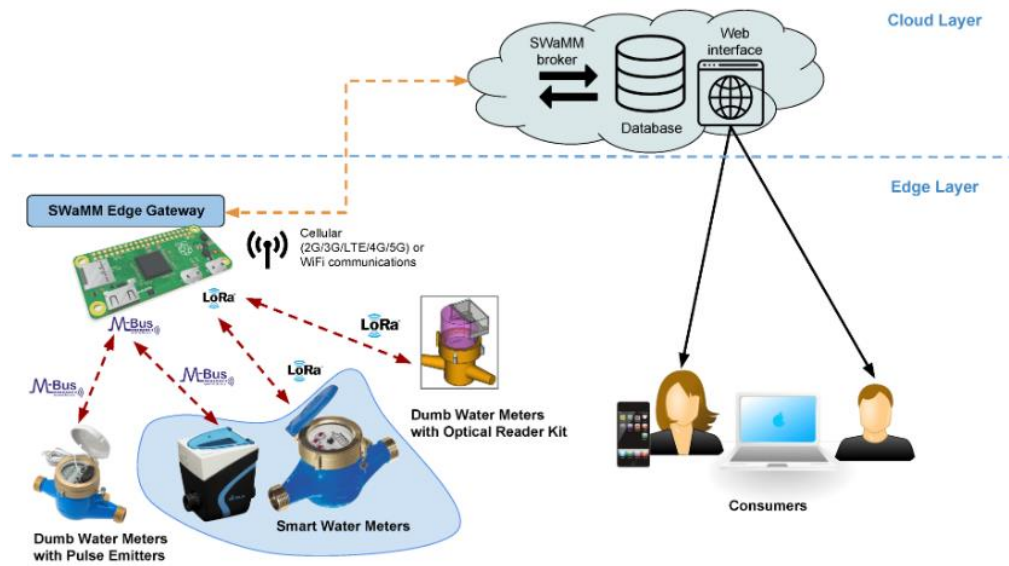 Cloud Layer
SWaMM
broker
Web
interface
Database
Edge Layer
SWaMM Edge Gateway
Cellular
(2G/3G/LTE/4G/5G) or
WiFi communications
LoRa
M-Bus
LoRa
M-Bus
LoRa
M-Bus
Dumb Water Meters
with Optical Reader Kit
Smart Water Meters
Consumers
Dumb Water Meters
with Pulse Emitters